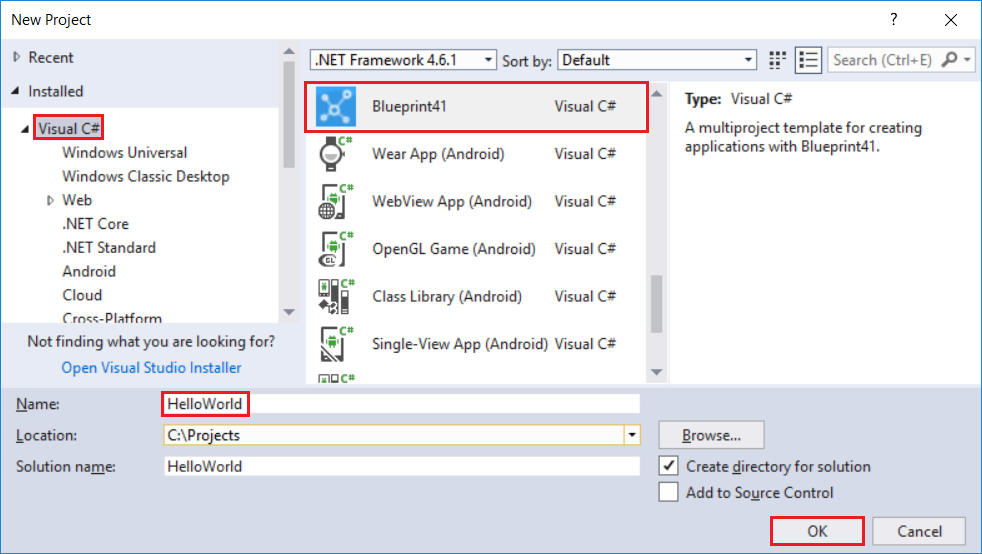 New Project
?
Recent
Installed
Visual C#
Windows Universal
Windows Classic Desktop
Web
.NET Core
.NET Standard
Android
Cloud
Cross-Platform
Not finding what you are looking for?
Open Visual Studio Installer
.NET Framework 4.6.1 Sort by: Default
Search (Ctrl+E)
Blueprint41 Visual C#
C# Wear App (Android) Visual C#
C# WebView App (Android) Visual C#
C# GL OpenGL Game (Android) Visual C#
C# Class Library (Android) Visual C#
C# Single-View App (Android) Visual C#
C#
Type: Visual C#
A multiproject template for creating
applications with Blueprint41.
Name: HelloWorld
Location: C:\Projects Browse...
Solution name: HelloWorld
Create directory for solution
Add to Source Control
OK Cancel